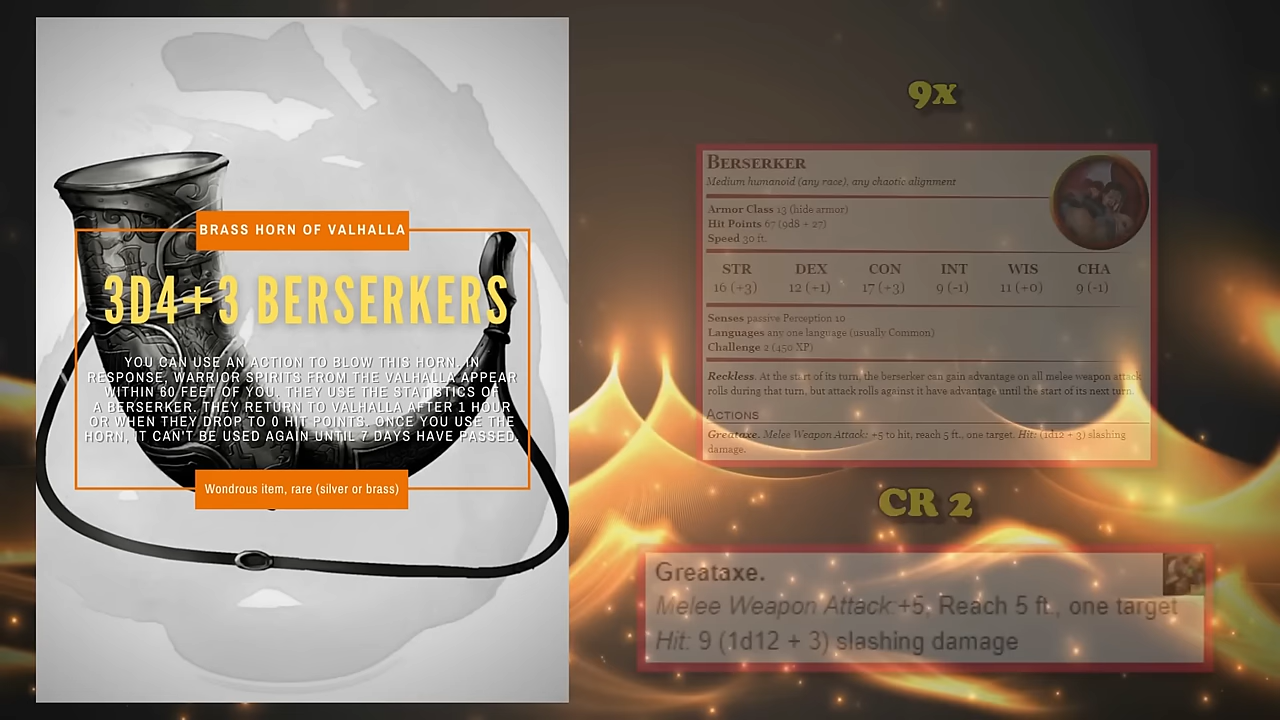 BRASS HORN OF VALHALLA
3D4+3 BERSERKERS
YOU CAN USE AN ACTION TO BLOW THIS HORN. IN
RESPONSE, WARRIOR SPIRITS FROM THE VALHALLA APPEAR
WITHIN 60 FEET OF YOU. THEY USE THE STATISTICS OF
A BERSERKER. THEY RETURN TO VALHALLA AFTER 1 HOUR
OR WHEN THEY DROP TO 0 HIT POINTS. ONCE YOU USE THE
HORN, IT CAN'T BE USED AGAIN UNTIL 7 DAYS HAVE PASSED.
Wondrous item, rare (silver or brass)
9x
BERSERKER
Medium humanoid (any race), any chaotic alignment
Armor Class 13 (hide armor)
Hit Points 67 (9d8 + 27)
Speed 30 ft.
STR DEX CON INT WIS CHA
16 (+3) 12 (+1) 17 (+3) 9 (-1) 11 (+0) 9 (-1)
Senses passive Perception 10
Languages any one language (usually Common)
Challenge 2 (450 XP)
Reckless. At the start of its turn, the berserker can gain advantage on all melee weapon attack
rolls during that turn, but attack rolls against it have advantage until the start of its next turn.
ACTIONS
Greataxe. Melee Weapon Attack: +5 to hit, reach 5 ft., one target. Hit: (1d12 + 3) slashing
damage.
CR 2
Greataxe.
Melee Weapon Attack:+5, Reach 5 ft., one target
Hit: 9 (1d12 + 3) slashing damage